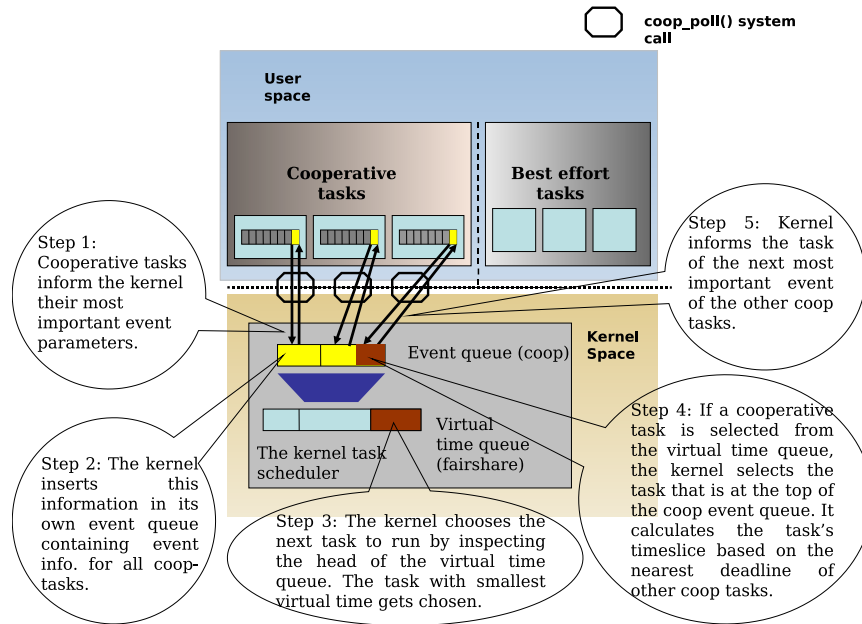 coop_poll() system
call
User
space
Cooperative
tasks
Best effort
tasks
Step 1:
Cooperative tasks
inform the kernel
their most
important event
parameters.
Step 5: Kernel
informs the task
of the next most
important event
of the other coop
tasks.
Kernel
Space
Event queue (coop)
Virtual
time queue
(fairshare)
The kernel task
scheduler
Step 2: The kernel
inserts this
information in its
own event queue
containing event
info. for all coop-
tasks.
Step 3: The kernel chooses the
next task to run by inspecting
the head of the virtual time
queue. The task with smallest
virtual time gets chosen.
Step 4: If a cooperative
task is selected from
the virtual time queue,
the kernel selects the
task that is at the top of
the coop event queue. It
calculates the task’s
timeslice based on the
nearest deadline of
other coop tasks.